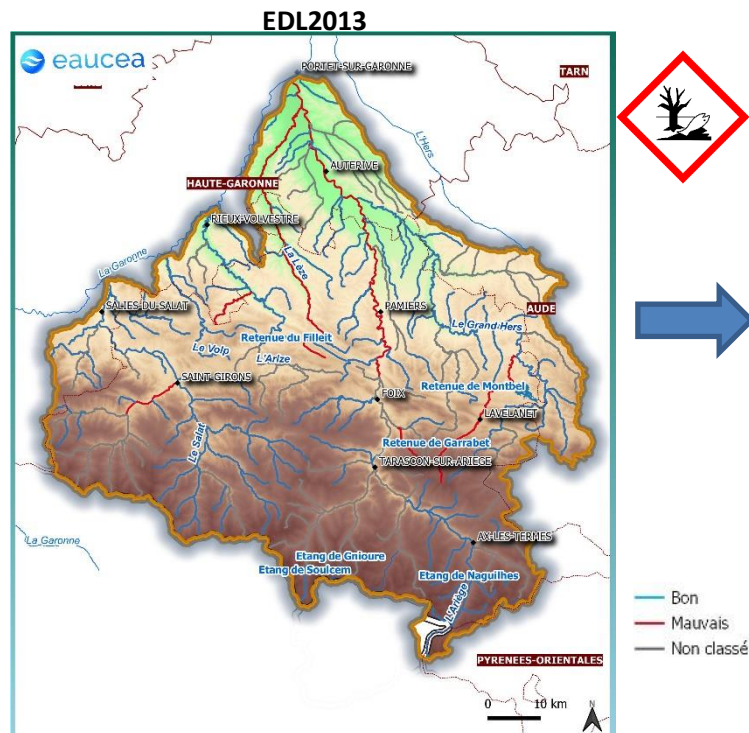 EDL2013
eaucea
PORTET-SUR-GARONNE
TARN
L'Hers
AUTERIVE
HAUTE-GARONNE
RIEUX-VOLVESTRE
La Garonne
La Lèze
SALIES-DU-SALAT
PAMIERS
AUDE
Le Grand Hers
Retenue du Filleit
Le Volp
L'Arize
SAINT-GIRONS
Retenue de Montbel
FOIX
LAVELANET
Le Salat
Retenue de Garrabet
TARASCON-SUR-ARIÈGE
La Garonne
AX-LES-TERMES
Etang de Gnioure
Etang de Soulcem
Etang de Naguilhes
L'Ariège
Bon
Mauvais
Non classé
PYRENEES-ORIENTALES
0 10 km
N